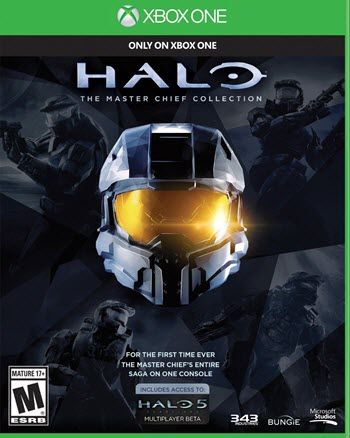 XBOX ONE
ONLY ON XBOX ONE
HALO
THE MASTER CHIEF COLLECTION
FOR THE FIRST TIME EVER
THE MASTER CHIEF'S ENTIRE
SAGA ON ONE CONSOLE
INCLUDES ACCESS TO:
HALO 5
GUARDIANS
MULTIPLAYER BETA
MATURE 17+
M
ESRB
343
INDUSTRIES
BUNGiE
Microsoft
Studios